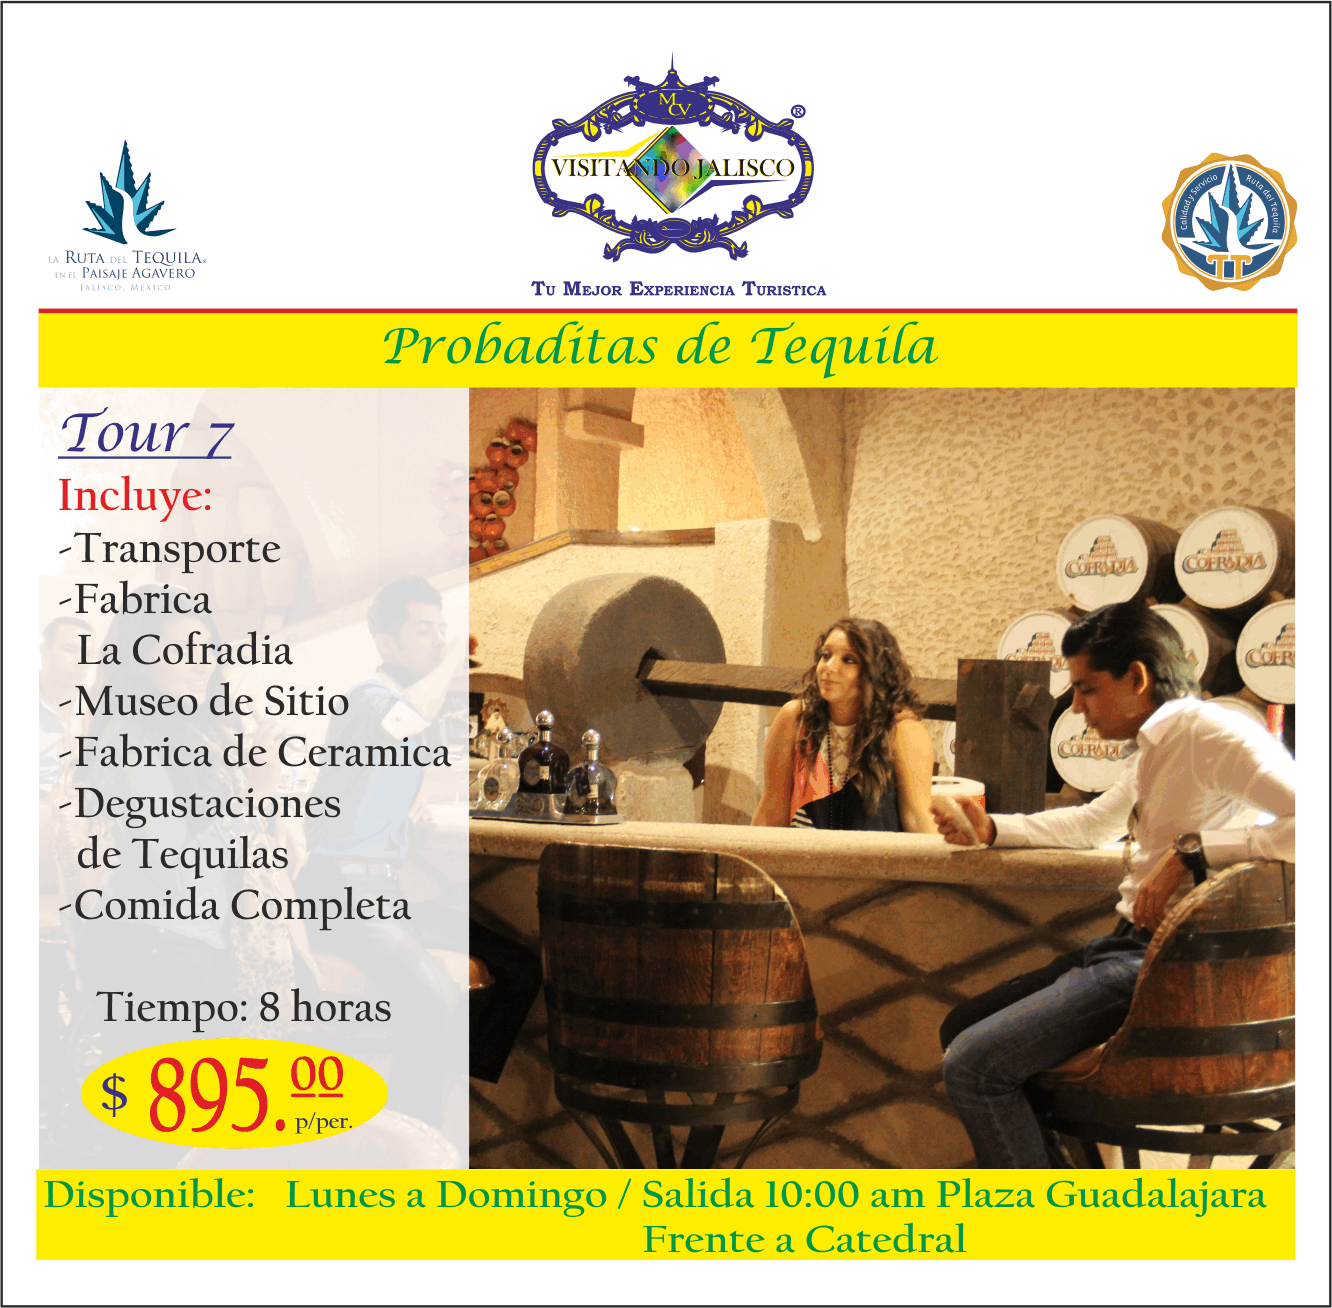 MCV
®
VISITANDO JALISCO
TU MEJOR EXPERIENCIA TURISTICA
LA RUTA DEL TEQUILA®
EN EL PAISAJE AGAVERO
JALISCO, MÉXICO
Calidad y Servicio Ruta del Tequila
TT
Probaditas de Tequila
Tour 7
Incluye:
-Transporte
-Fabrica
La Cofradia
-Museo de Sitio
-Fabrica de Ceramica
-Degustaciones
de Tequilas
-Comida Completa
Tiempo: 8 horas
$ 895.00
p/per.
COFRADIA
COFRADIA
COFRADIA
Disponible: Lunes a Domingo / Salida 10:00 am Plaza Guadalajara
Frente a Catedral